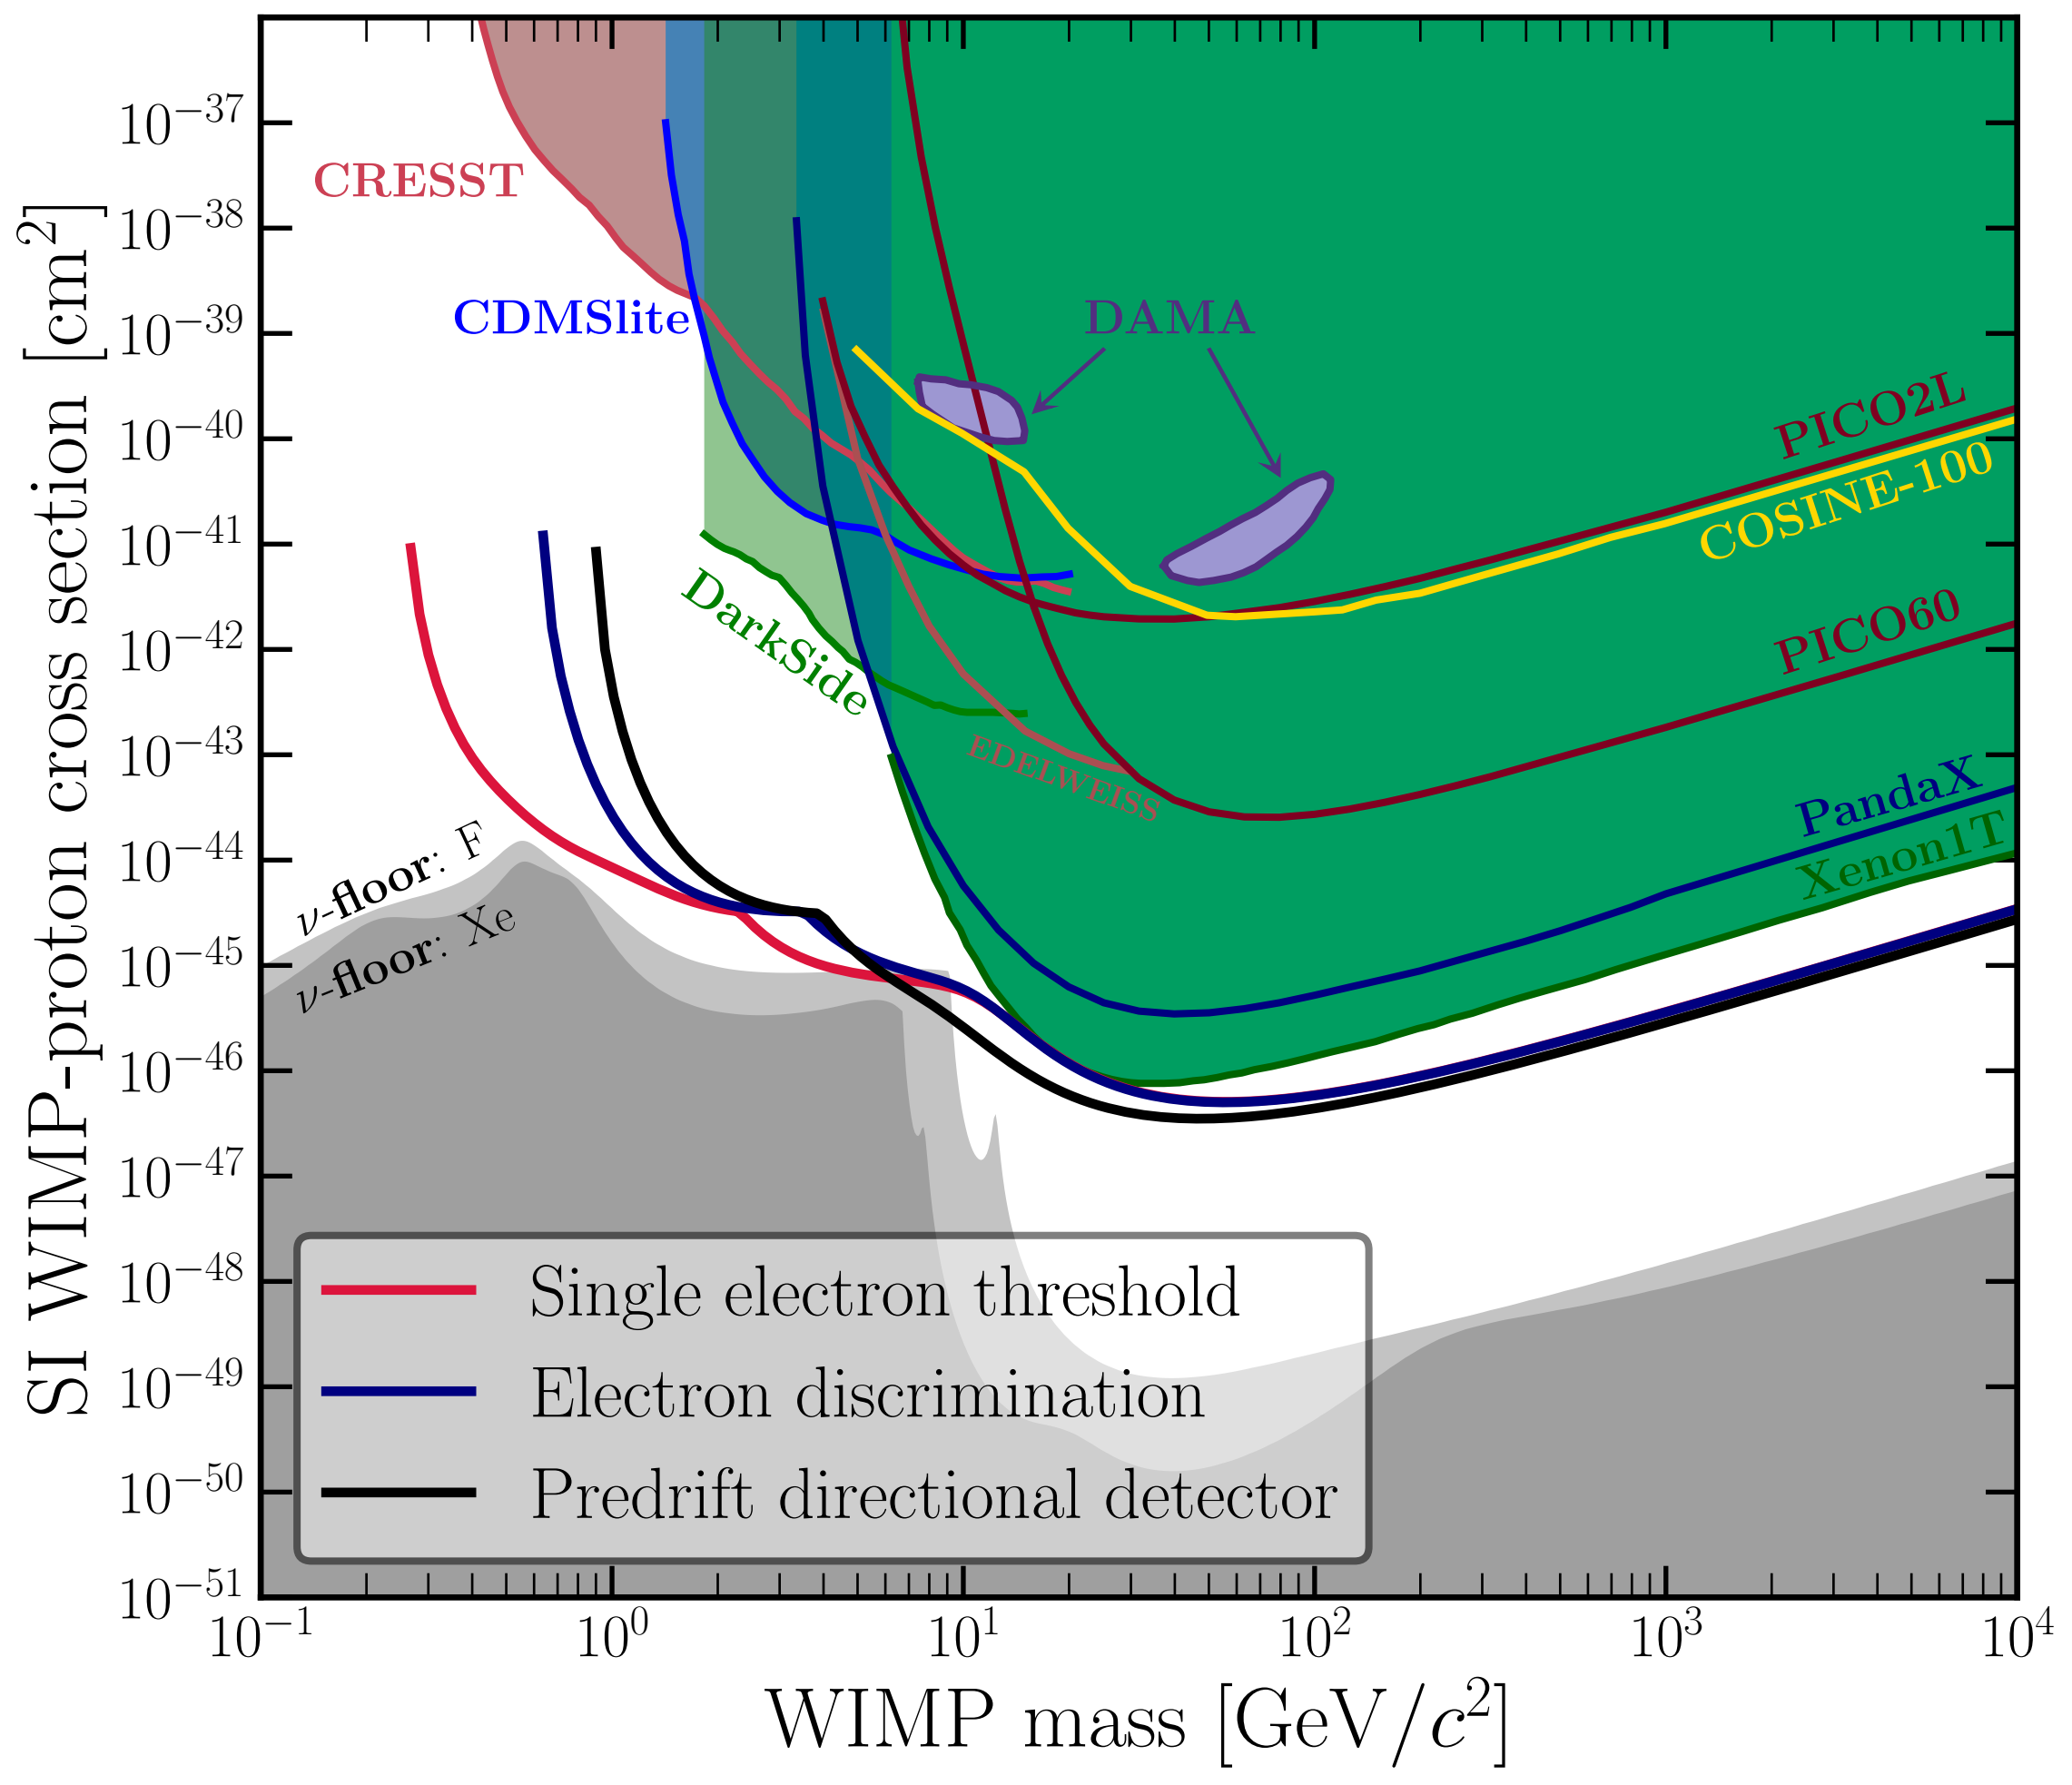 SI WIMP-proton cross section [cm²]
10⁻³⁷
10⁻³⁸
10⁻³⁹
10⁻⁴⁰
10⁻⁴¹
10⁻⁴²
10⁻⁴³
10⁻⁴⁴
10⁻⁴⁵
10⁻⁴⁶
10⁻⁴⁷
10⁻⁴⁸
10⁻⁴⁹
10⁻⁵⁰
10⁻⁵¹
CRESST
CDMSlite
DAMA
DarkSide
EDELWEISS
PICO2L
COSINE-100
PICO60
PandaX
Xenon1T
ν-floor: F
ν-floor: Xe
Single electron threshold
Electron discrimination
Predrift directional detector
10⁻¹
10⁰
10¹
10²
10³
10⁴
WIMP mass [GeV/c²]